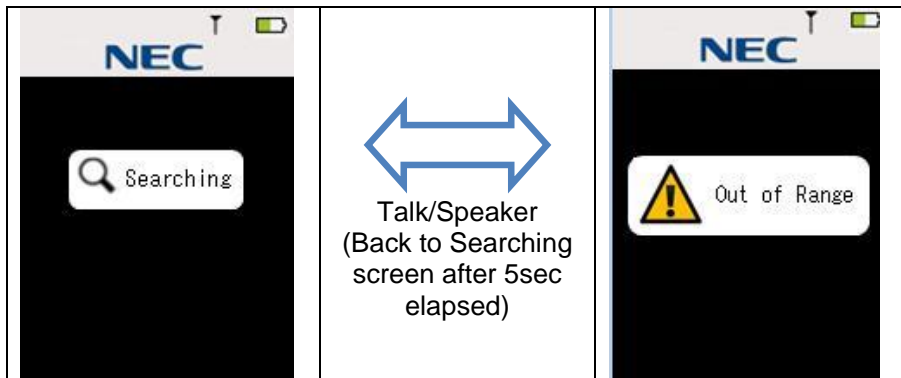 NEC
Searching
Talk/Speaker
(Back to Searching
screen after 5sec
elapsed)
NEC
Out of Range